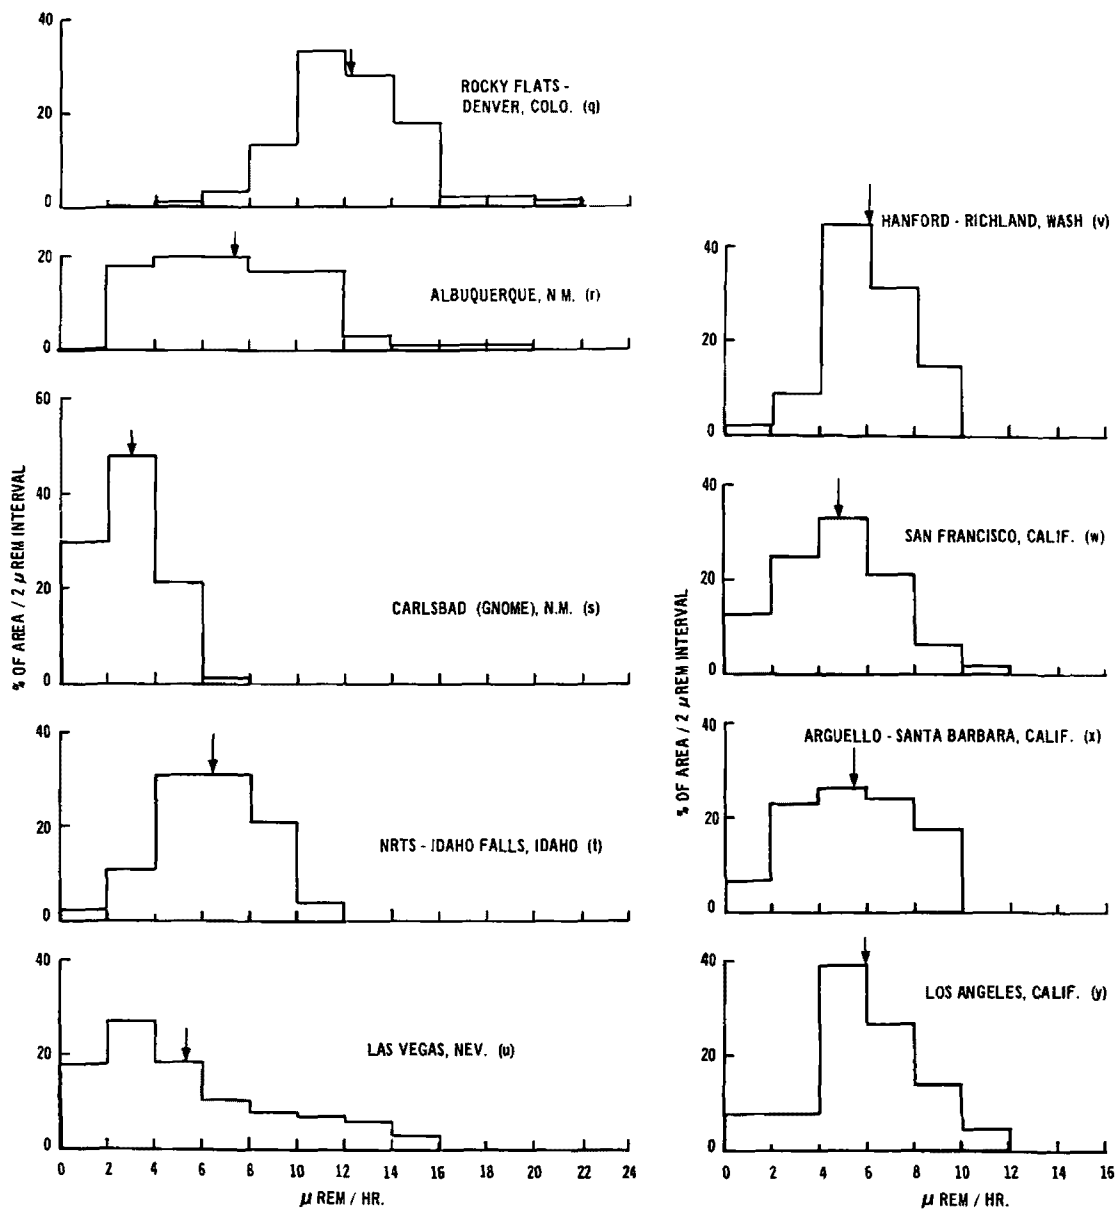 40
20
0
ROCKY FLATS -
DENVER, COLO. (q)
20
0
ALBUQUERQUE, N.M. (r)
60
40
20
0
CARLSBAD (GNOME), N.M. (s)
40
20
0
NRTS - IDAHO FALLS, IDAHO (t)
40
20
0
LAS VEGAS, NEV. (u)
0 2 4 6 8 10 12 14 16 18 20 22 24
μ REM / HR.
% OF AREA / 2 μ REM INTERVAL
40
20
0
HANFORD - RICHLAND, WASH (v)
40
20
0
SAN FRANCISCO, CALIF. (w)
40
20
0
ARGUELLO - SANTA BARBARA, CALIF. (x)
40
20
0
LOS ANGELES, CALIF. (y)
0 2 4 6 8 10 12 14 16
μ REM / HR.
% OF AREA / 2 μ REM INTERVAL